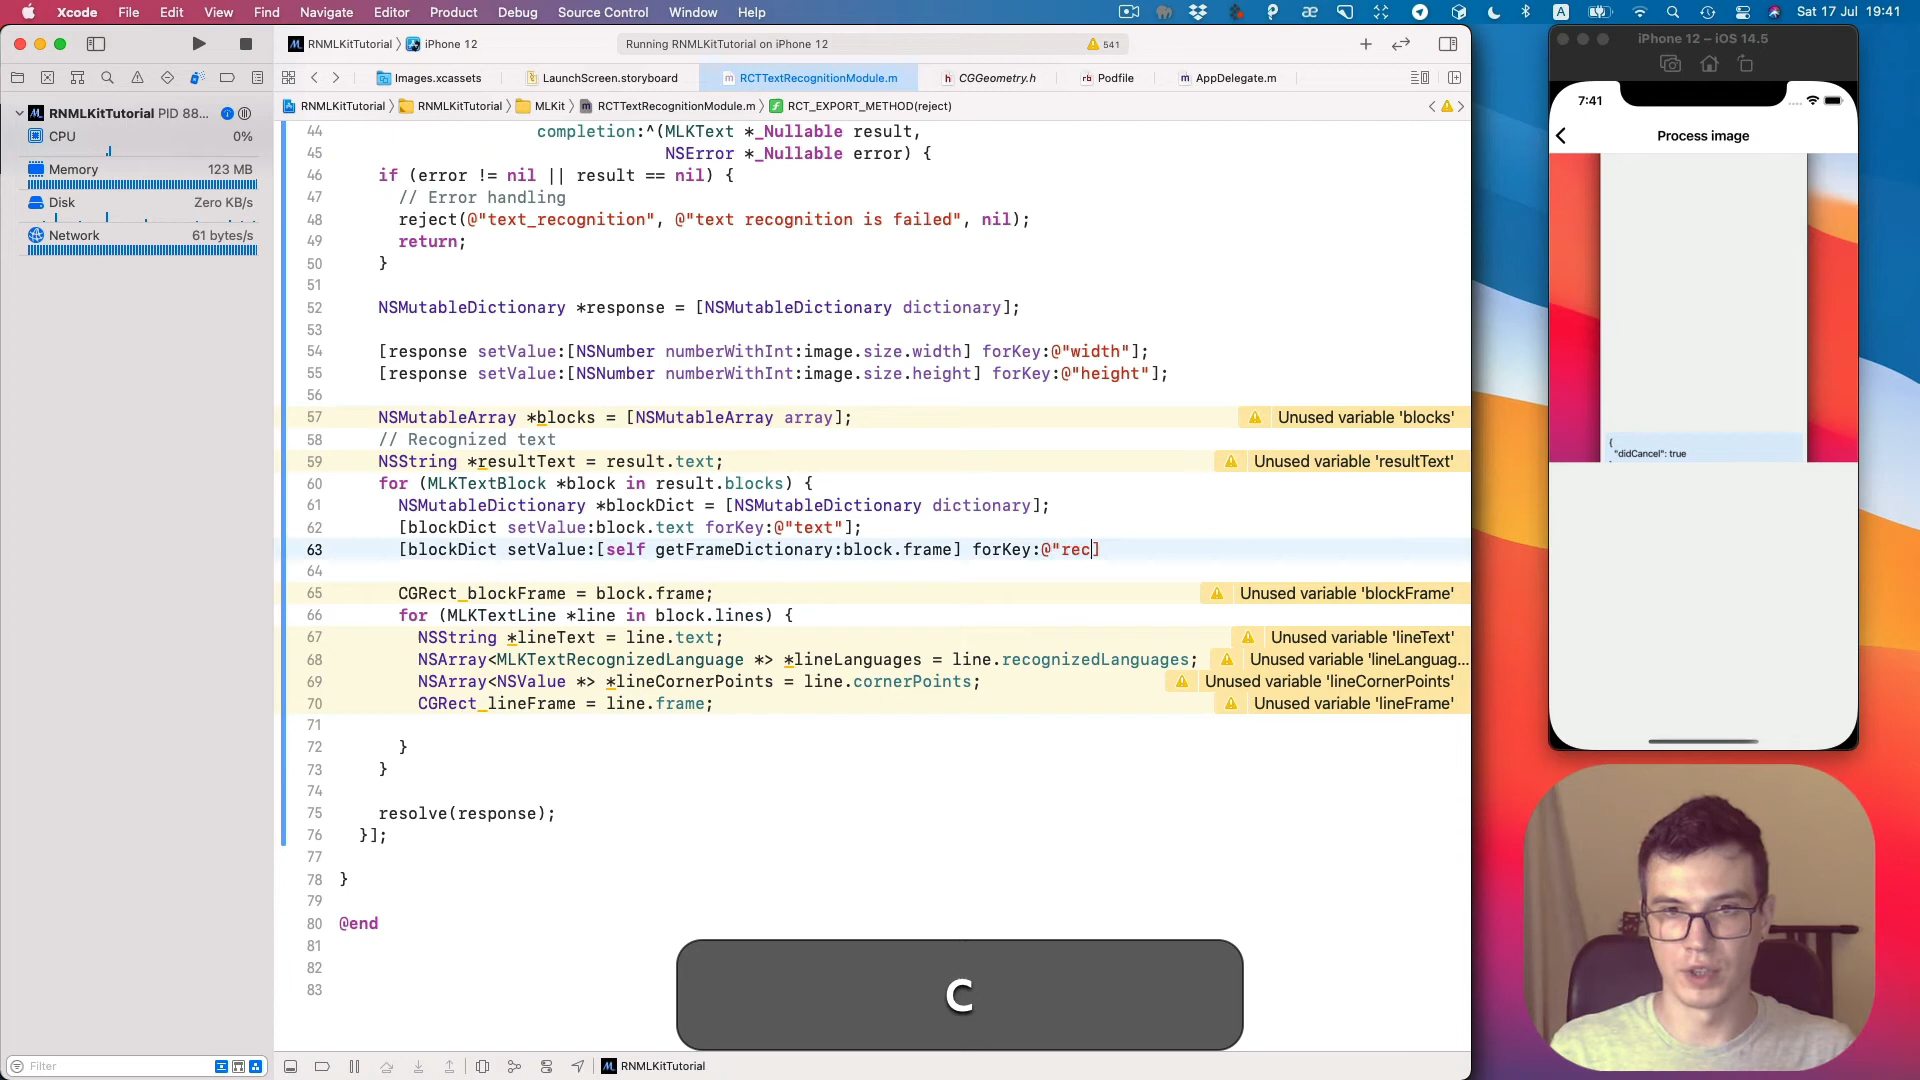 Xcode File Edit View Find Navigate Editor Product Debug Source Control Window Help
Sat 17 Jul 19:41
RNMLKitTutorial iPhone 12
Running RNMLKitTutorial on iPhone 12
541
Images.xcassets
LaunchScreen.storyboard
RCTTextRecognitionModule.m
CGGeometry.h
Podfile
AppDelegate.m
RNMLKitTutorial RNMLKitTutorial MLKit RCTTextRecognitionModule.m RCT_EXPORT_METHOD(reject)
RNMLKitTutorial PID 88...
CPU 0%
Memory 123 MB
Disk Zero KB/s
Network 61 bytes/s
44 completion:^(MLKText *_Nullable result,
45 NSError *_Nullable error) {
46 if (error != nil || result == nil) {
47 // Error handling
48 reject(@"text_recognition", @"text recognition is failed", nil);
49 return;
50 }
51
52 NSMutableDictionary *response = [NSMutableDictionary dictionary];
53
54 [response setValue:[NSNumber numberWithInt:image.size.width] forKey:@"width"];
55 [response setValue:[NSNumber numberWithInt:image.size.height] forKey:@"height"];
56
57 NSMutableArray *blocks = [NSMutableArray array]; Unused variable 'blocks'
58 // Recognized text
59 NSString *resultText = result.text; Unused variable 'resultText'
60 for (MLKTextBlock *block in result.blocks) {
61 NSMutableDictionary *blockDict = [NSMutableDictionary dictionary];
62 [blockDict setValue:block.text forKey:@"text"];
63 [blockDict setValue:[self getFrameDictionary:block.frame] forKey:@"rec]
64
65 CGRect blockFrame = block.frame; Unused variable 'blockFrame'
66 for (MLKTextLine *line in block.lines) {
67 NSString *lineText = line.text; Unused variable 'lineText'
68 NSArray<MLKTextRecognizedLanguage *> *lineLanguages = line.recognizedLanguages; Unused variable 'lineLanguag...
69 NSArray<NSValue *> *lineCornerPoints = line.cornerPoints; Unused variable 'lineCornerPoints'
70 CGRect lineFrame = line.frame; Unused variable 'lineFrame'
71
72 }
73 }
74
75 resolve(response);
76 }];
77
78 }
79
80 @end
81
82
83
C
Filter
RNMLKitTutorial
iPhone 12 – iOS 14.5
7:41
Process image
{
"didCancel": true